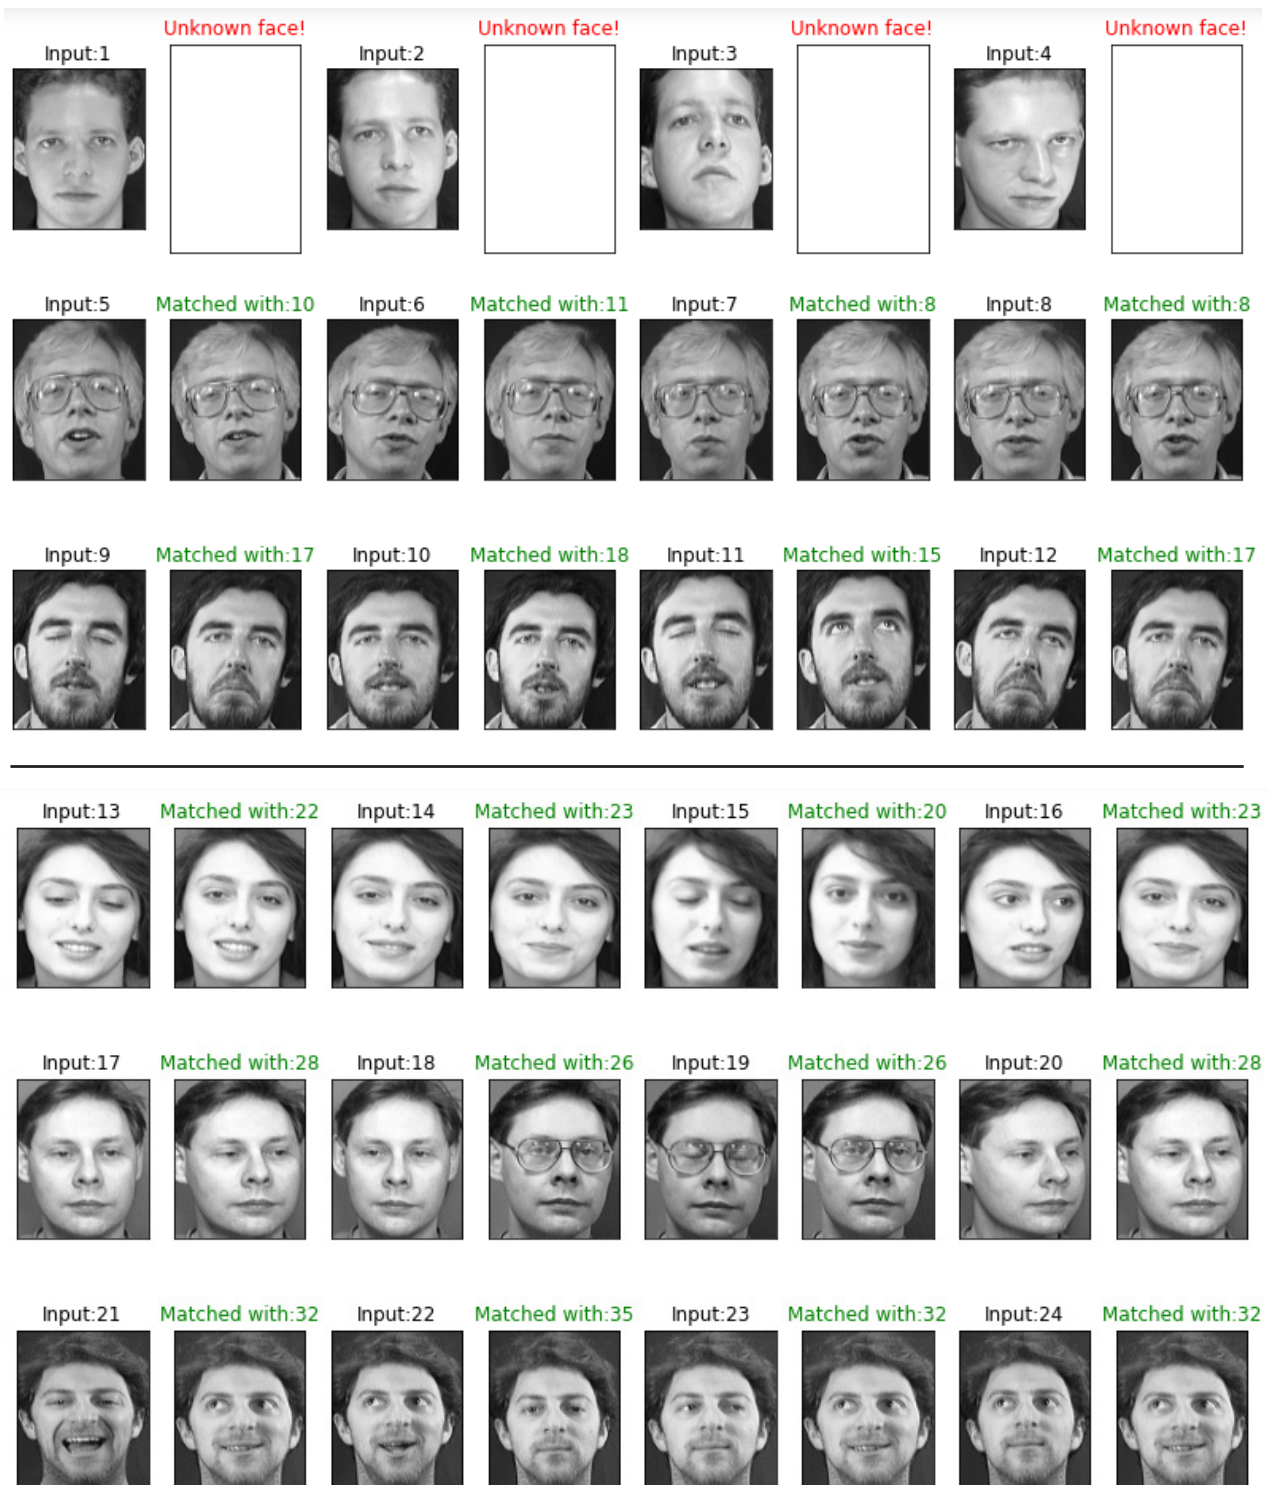 Unknown face! Unknown face! Unknown face! Unknown face!
Input:1 Input:2 Input:3 Input:4
Input:5 Matched with:10 Input:6 Matched with:11 Input:7 Matched with:8 Input:8 Matched with:8
Input:9 Matched with:17 Input:10 Matched with:18 Input:11 Matched with:15 Input:12 Matched with:17
Input:13 Matched with:22 Input:14 Matched with:23 Input:15 Matched with:20 Input:16 Matched with:23
Input:17 Matched with:28 Input:18 Matched with:26 Input:19 Matched with:26 Input:20 Matched with:28
Input:21 Matched with:32 Input:22 Matched with:35 Input:23 Matched with:32 Input:24 Matched with:32